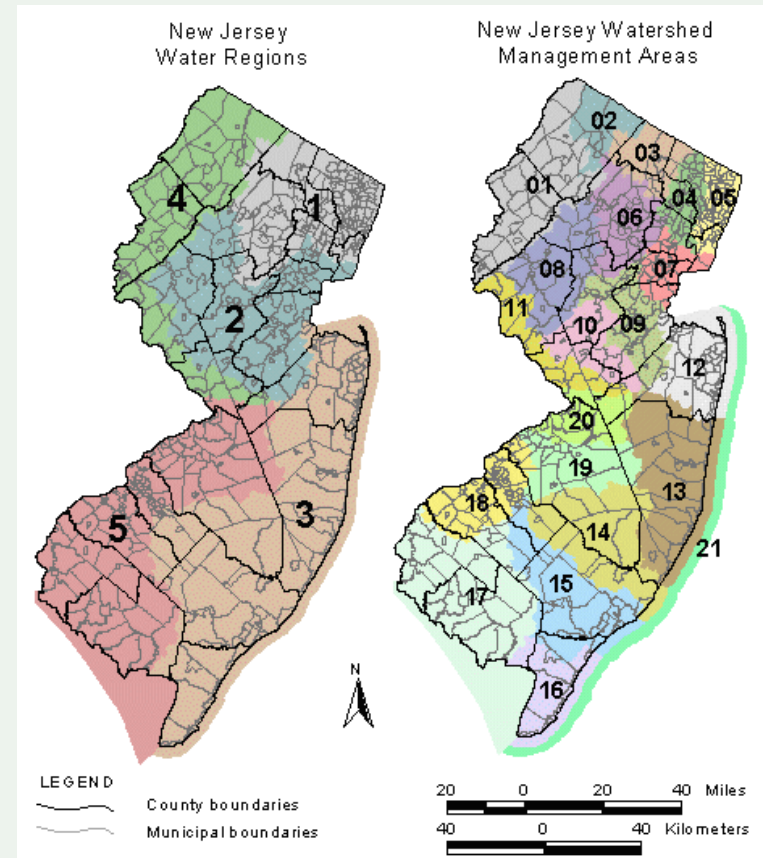 New Jersey
Water Regions
New Jersey Watershed
Management Areas
4
1
2
3
5
02
03
01
04
05
06
07
08
11
10
09
12
20
19
13
18
14
21
17
15
16
N
LEGEND
County boundaries
Municipal boundaries
20 0 20 40 Miles
40 0 40 Kilometers